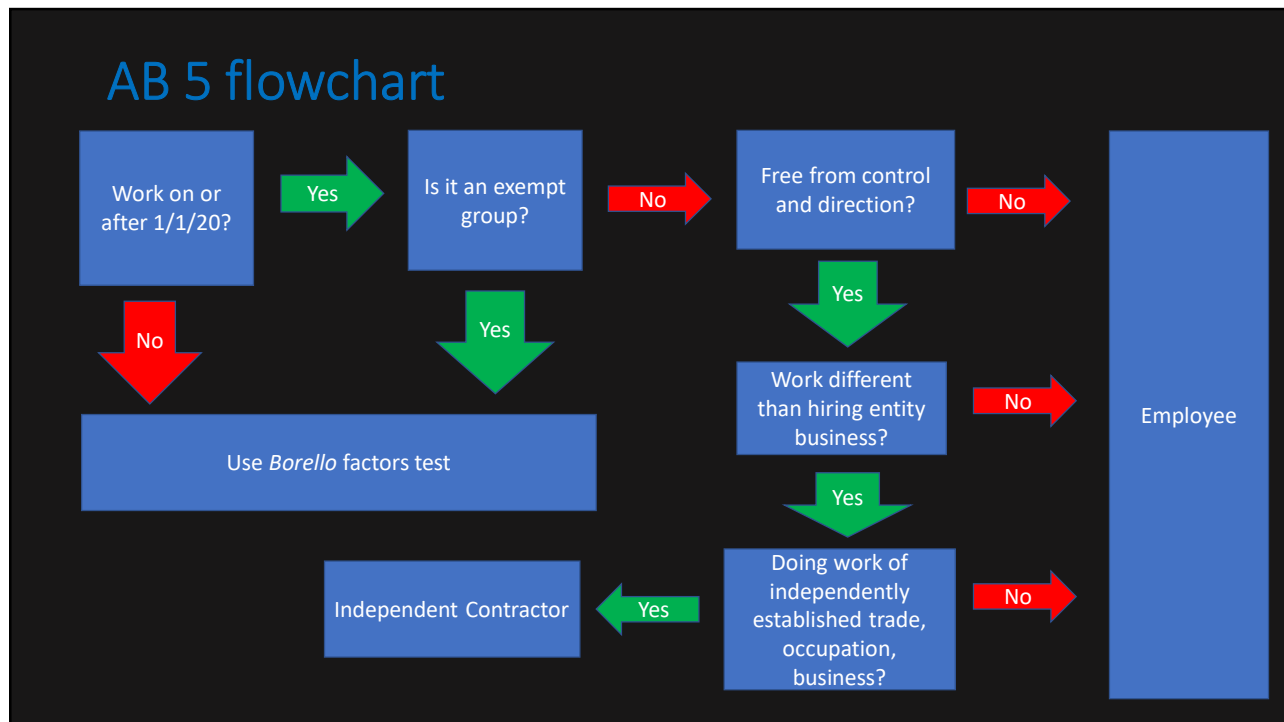 AB 5 flowchart
Work on or
after 1/1/20?
Yes
Is it an exempt
group?
No
Free from control
and direction?
No
No
Yes
Yes
Work different
than hiring entity
business?
No
Employee
Use Borello factors test
Yes
Independent Contractor
Yes
Doing work of
independently
established trade,
occupation,
business?
No